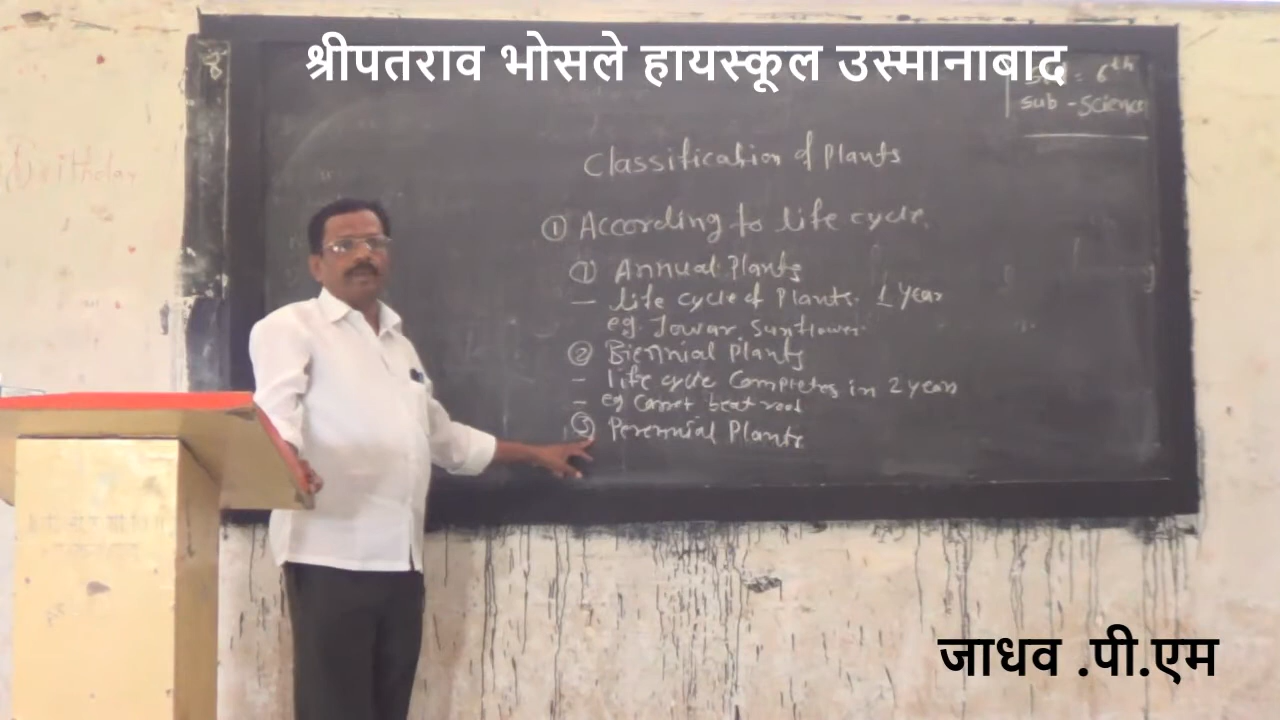 श्रीपतराव भोसले हायस्कूल उस्मानाबाद
= 6th
Sub - Science
Classification of Plants
① According to life cycle.
① Annual Plants
— life cycle of Plants. 1 Year
eg. Jowar, Sunflower.
② Biennial Plants
– life cycle Completes in 2 years
– eg Carrot beat root
③ Perennial Plants
जाधव .पी.एम